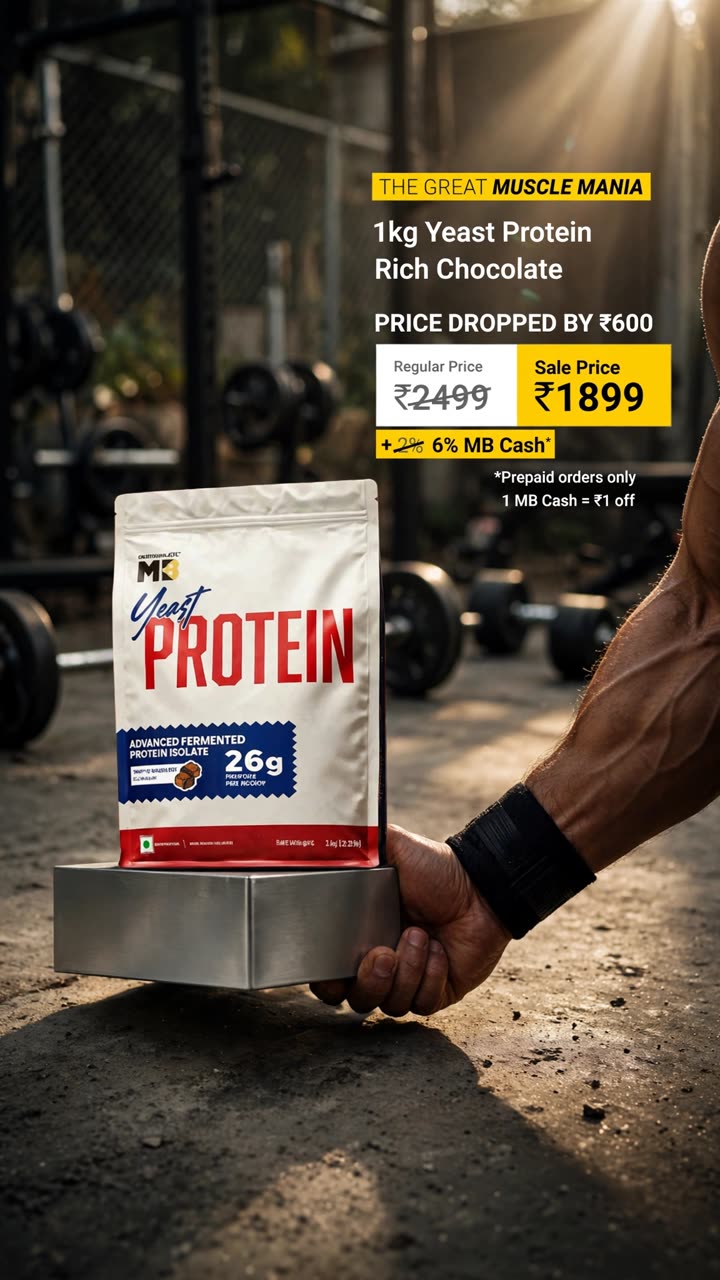 THE GREAT MUSCLE MANIA
1kg Yeast Protein
Rich Chocolate
PRICE DROPPED BY ₹600
Regular Price
₹2499
Sale Price
₹1899
+ 2% 6% MB Cash*
*Prepaid orders only
1 MB Cash = ₹1 off
MB
Yeast
PROTEIN
ADVANCED FERMENTED
PROTEIN ISOLATE
26g